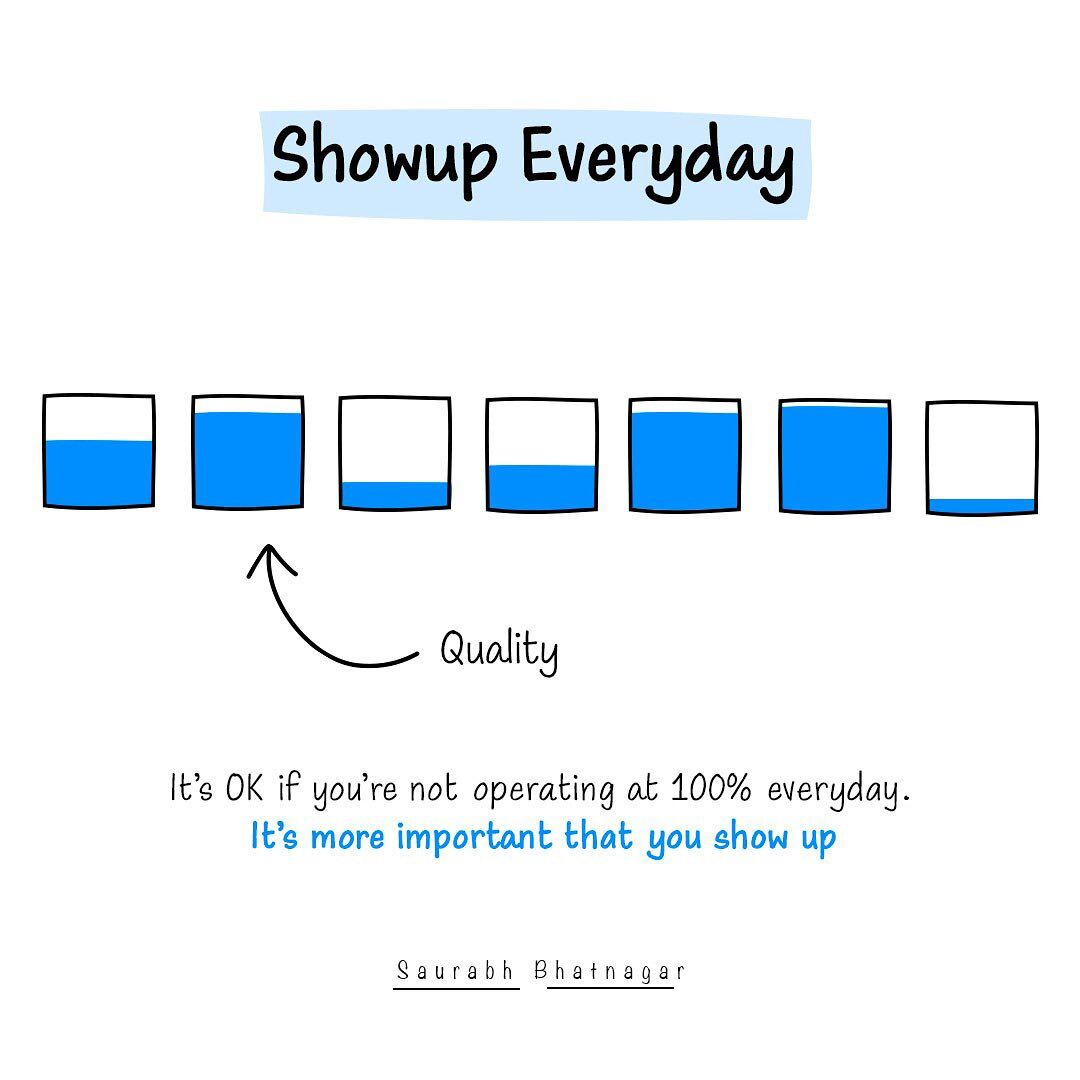 Showup Everyday
Quality
It's OK if you're not operating at 100% everyday.
It's more important that you show up
Saurabh Bhatnagar